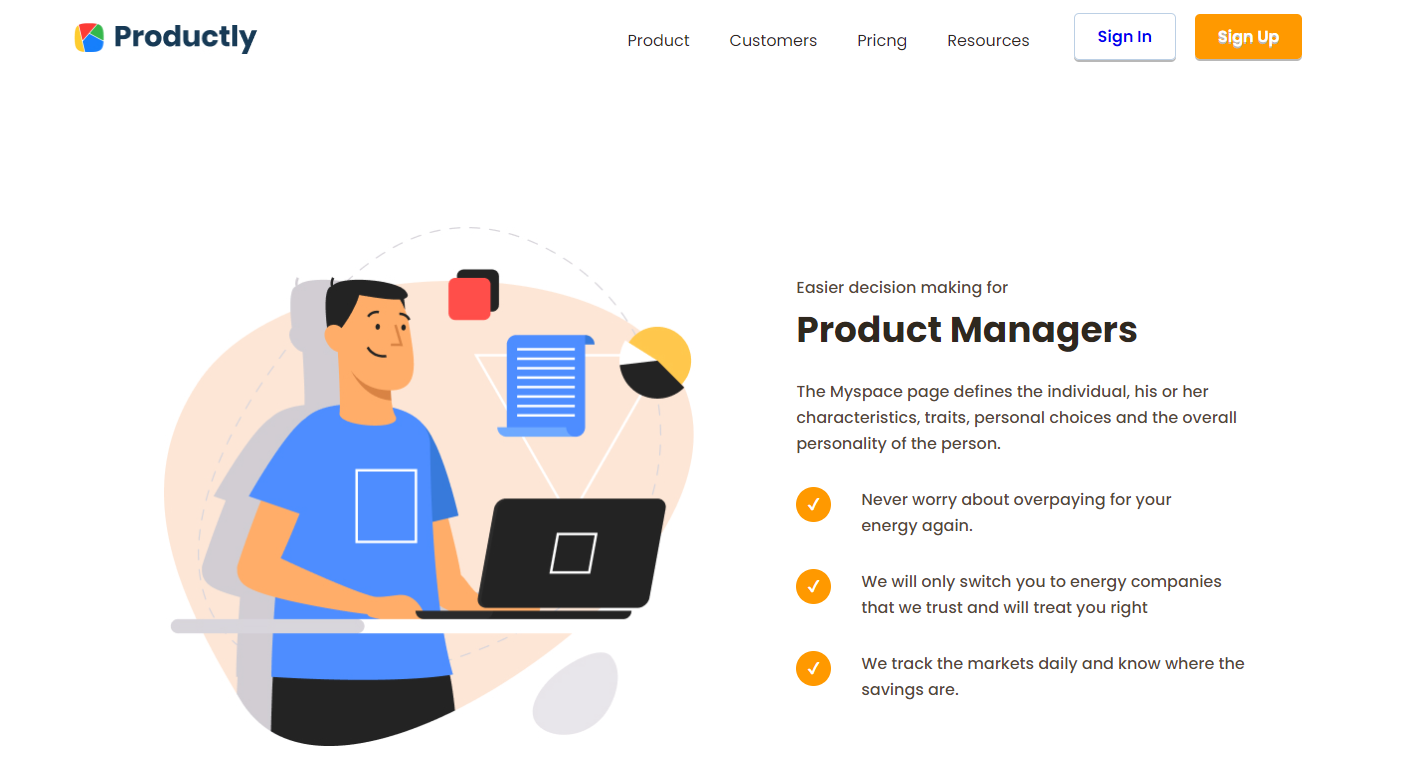 Productly
Product
Customers
Pricng
Resources
Sign In
Sign Up
Easier decision making for
Product Managers
The Myspace page defines the individual, his or her
characteristics, traits, personal choices and the overall
personality of the person.
Never worry about overpaying for your
energy again.
We will only switch you to energy companies
that we trust and will treat you right
We track the markets daily and know where the
savings are.